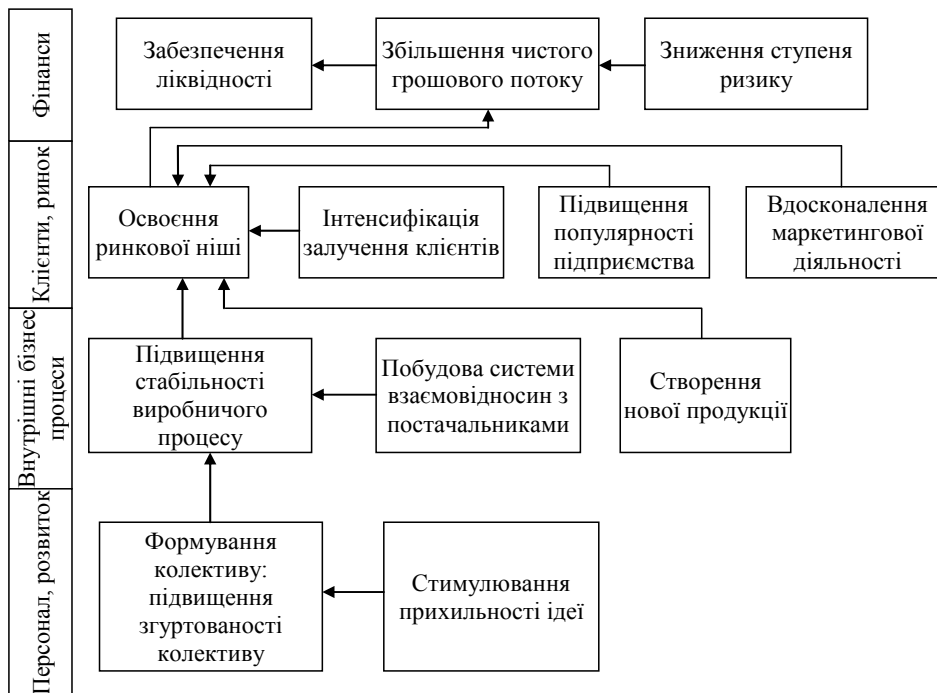 Фінанси
Забезпечення
ліквідності
Збільшення чистого
грошового потоку
Зниження ступеня
ризику
Клієнти, ринок
Освоєння
ринкової ніші
Інтенсифікація
залучення клієнтів
Підвищення
популярності
підприємства
Вдосконалення
маркетингової
діяльності
Внутрішні бізнес
процеси
Підвищення
стабільності
виробничого
процесу
Побудова системи
взаємовідносин з
постачальниками
Створення
нової продукції
Персонал, розвиток
Формування
колективу:
підвищення
згуртованості
колективу
Стимулювання
прихильності ідеї